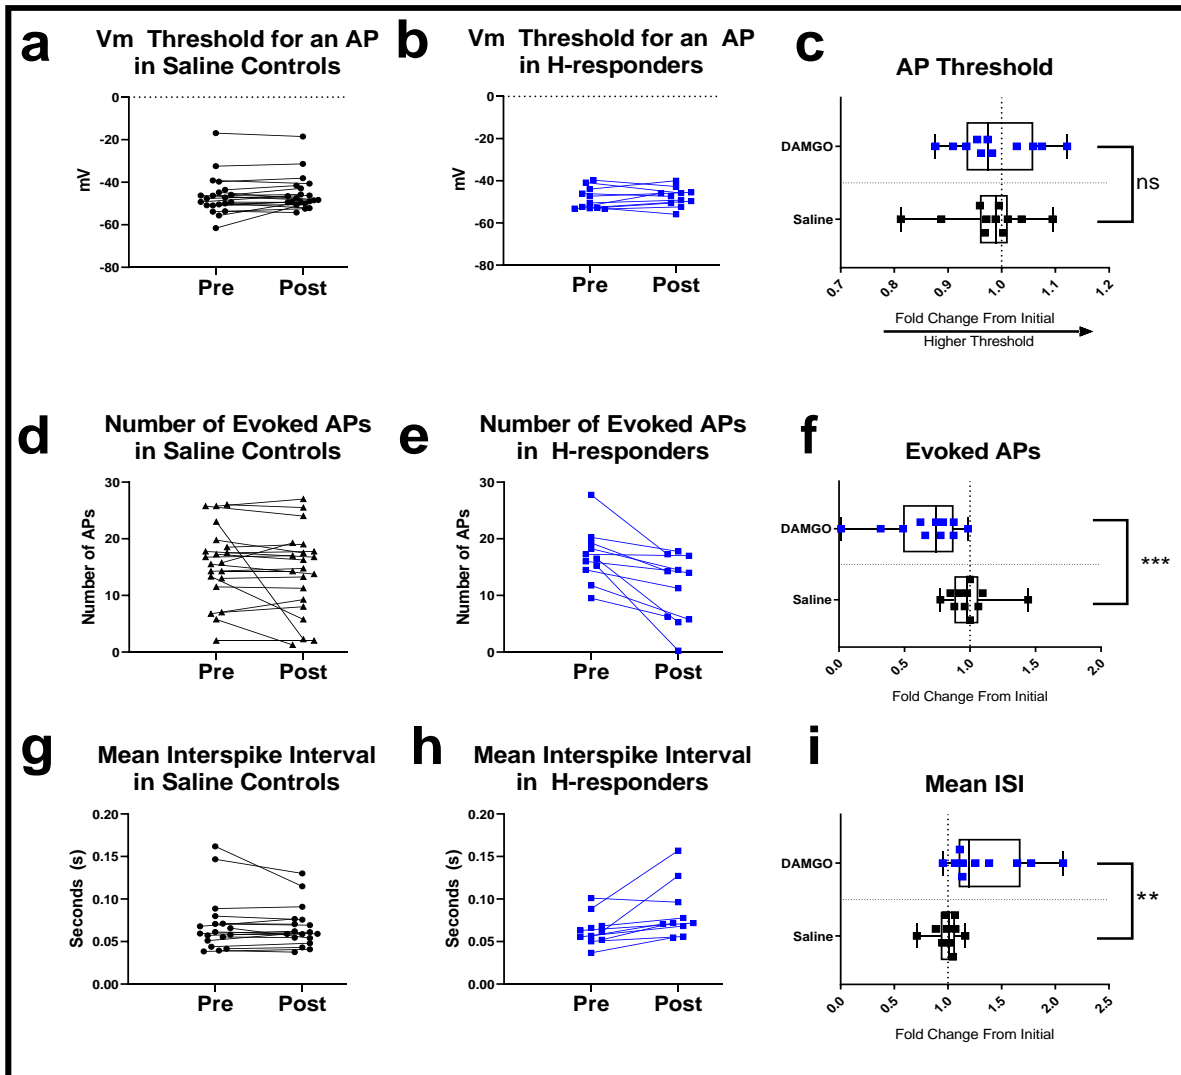 a
Vm Threshold for an AP
in Saline Controls
0
-20
-40
-60
-80
mV
Pre Post
b
Vm Threshold for an AP
in H-responders
0
-20
-40
-60
-80
mV
Pre Post
c
AP Threshold
DAMGO
Saline
ns
0.7 0.8 0.9 1.0 1.1 1.2
Fold Change From Initial
Higher Threshold
d
Number of Evoked APs
in Saline Controls
30
20
10
0
Number of APs
Pre Post
e
Number of Evoked APs
in H-responders
30
20
10
0
Number of APs
Pre Post
f
Evoked APs
DAMGO
Saline
***
0.0 0.5 1.0 1.5 2.0
Fold Change From Initial
g
Mean Interspike Interval
in Saline Controls
0.20
0.15
0.10
0.05
0.00
Seconds (s)
Pre Post
h
Mean Interspike Interval
in H-responders
0.20
0.15
0.10
0.05
0.00
Seconds (s)
Pre Post
i
Mean ISI
DAMGO
Saline
**
0.0 0.5 1.0 1.5 2.0 2.5
Fold Change From Initial